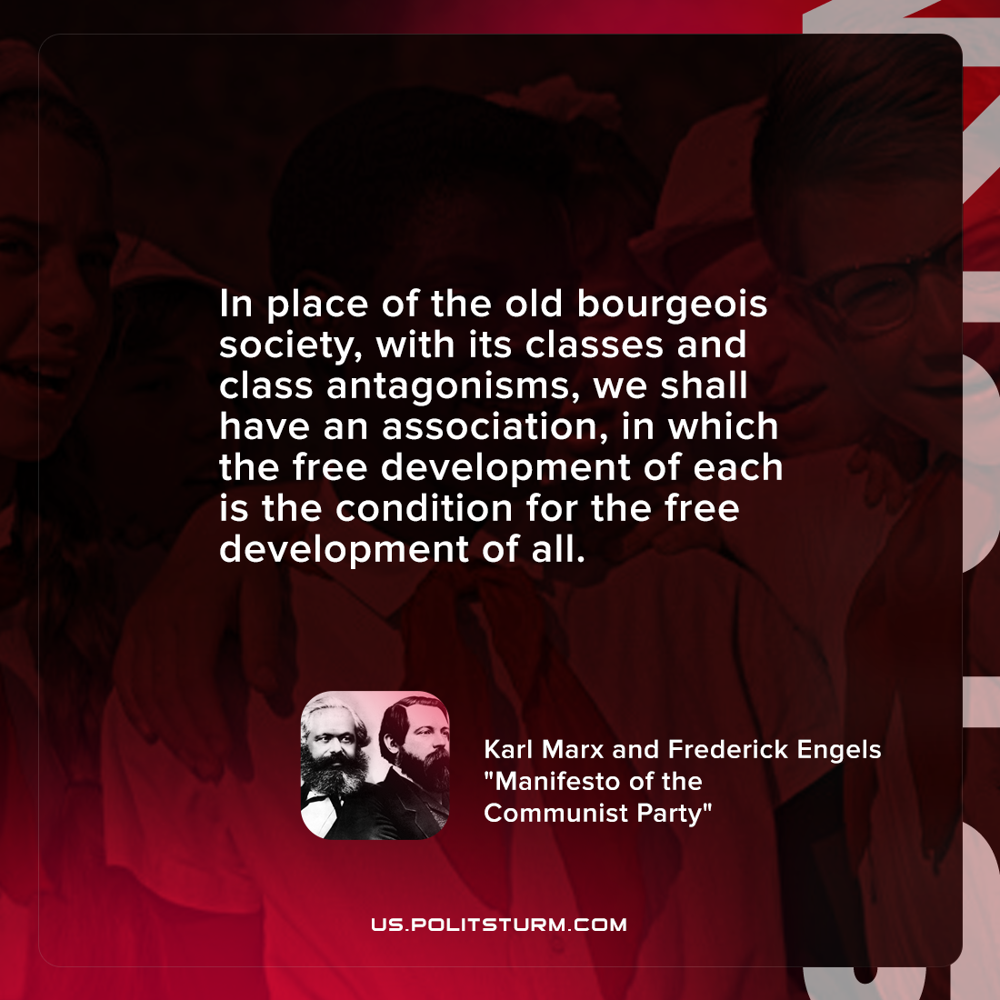 In place of the old bourgeois
society, with its classes and
class antagonisms, we shall
have an association, in which
the free development of each
is the condition for the free
development of all.
Karl Marx and Frederick Engels
"Manifesto of the
Communist Party"
US.POLITSTURM.COM